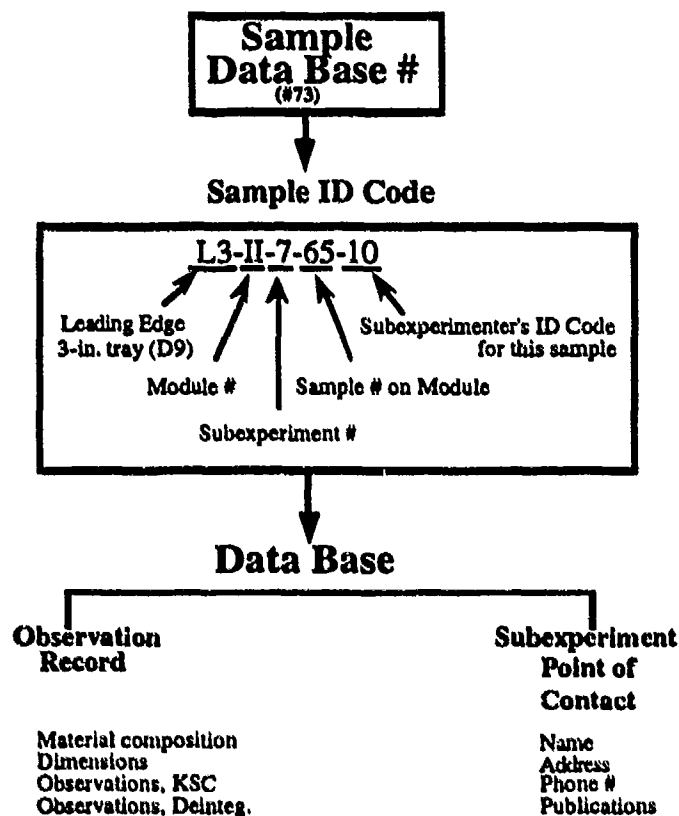 Sample
Data Base #
(#73)
Sample ID Code
L3-II-7-65-10
Leading Edge
3-in. tray (D9)
Subexperimenter's ID Code
for this sample
Module #
Sample # on Module
Subexperiment #
Data Base
Observation
Record
Subexperiment
Point of
Contact
Material composition
Dimensions
Observations, KSC
Observations, Deinteg.
Name
Address
Phone #
Publications